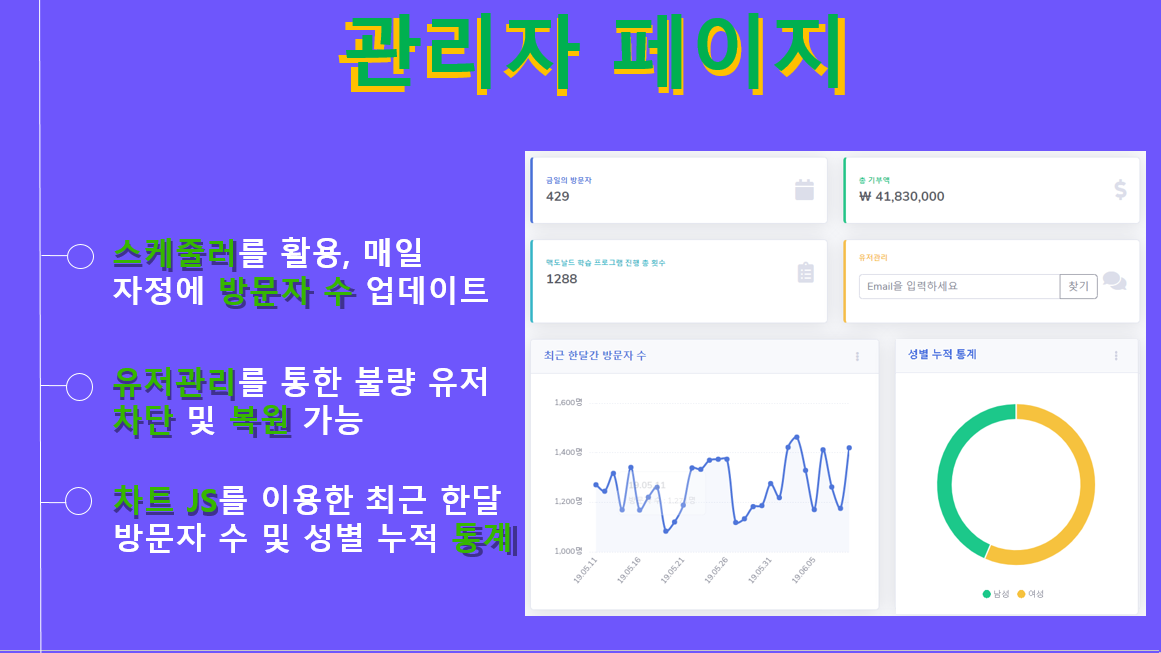 관리자 페이지
스케줄러를 활용, 매일
자정에 방문자 수 업데이트
유저관리를 통한 불량 유저
차단 및 복원 가능
차트 JS를 이용한 최근 한달
방문자 수 및 성별 누적 통계
금일의 방문자
429
총 기부액
₩ 41,830,000
맥도날드 학습 프로그램 진행 총 횟수
1288
유저관리
Email을 입력하세요
찾기
최근 한달간 방문자 수
1,600명
1,400명
1,200명
1,000명
19.05.11
19.05.11
19.05.16
19.05.21
19.05.26
19.05.31
19.06.05
성별 누적 통계
남성
여성